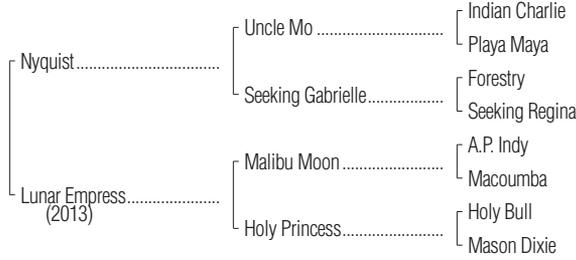 Indian Charlie
Uncle Mo
Playa Maya
Nyquist
Forestry
Seeking Gabrielle
Seeking Regina
A.P. Indy
Malibu Moon
Macoumba
Lunar Empress
(2013)
Holy Bull
Holy Princess
Mason Dixie